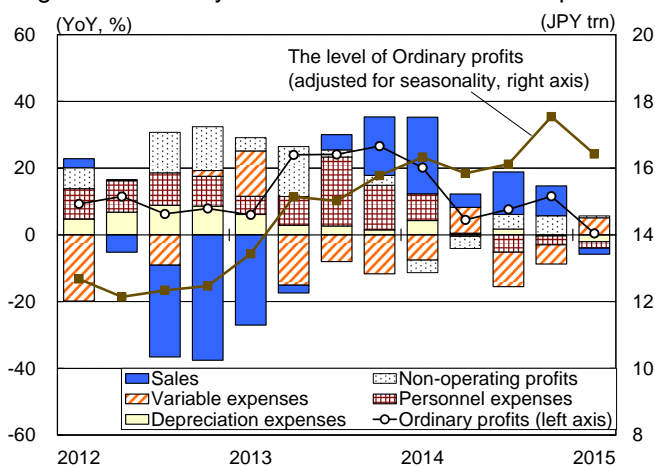 (YoY, %)
(JPY trn)
60
20
The level of Ordinary profits
(adjusted for seasonality, right axis)
40
18
20
16
0
14
-20
12
-40
10
Sales
Non-operating profits
Variable expenses
Personnel expenses
Depreciation expenses
Ordinary profits (left axis)
-60
8
2012
2013
2014
2015